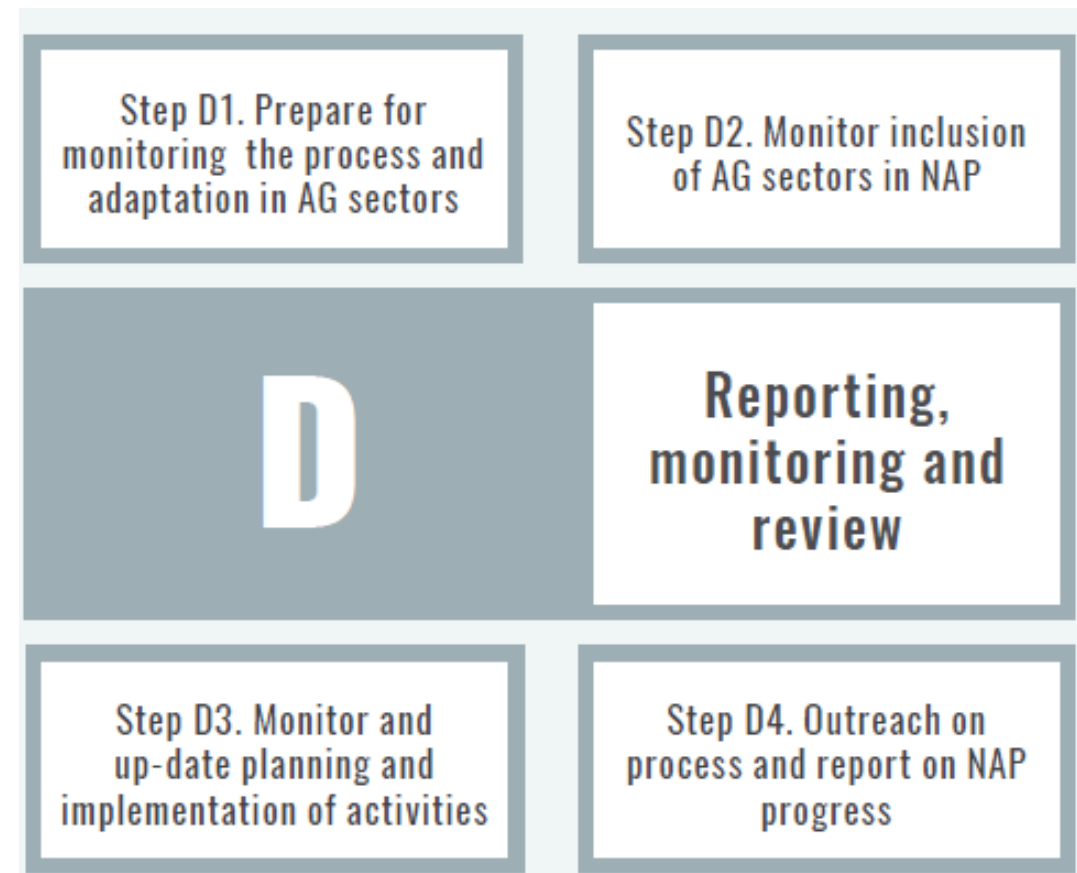 Step D1. Prepare for
monitoring the process and
adaptation in AG sectors
Step D2. Monitor inclusion
of AG sectors in NAP
D
Reporting,
monitoring and
review
Step D3. Monitor and
up-date planning and
implementation of activities
Step D4. Outreach on
process and report on NAP
progress